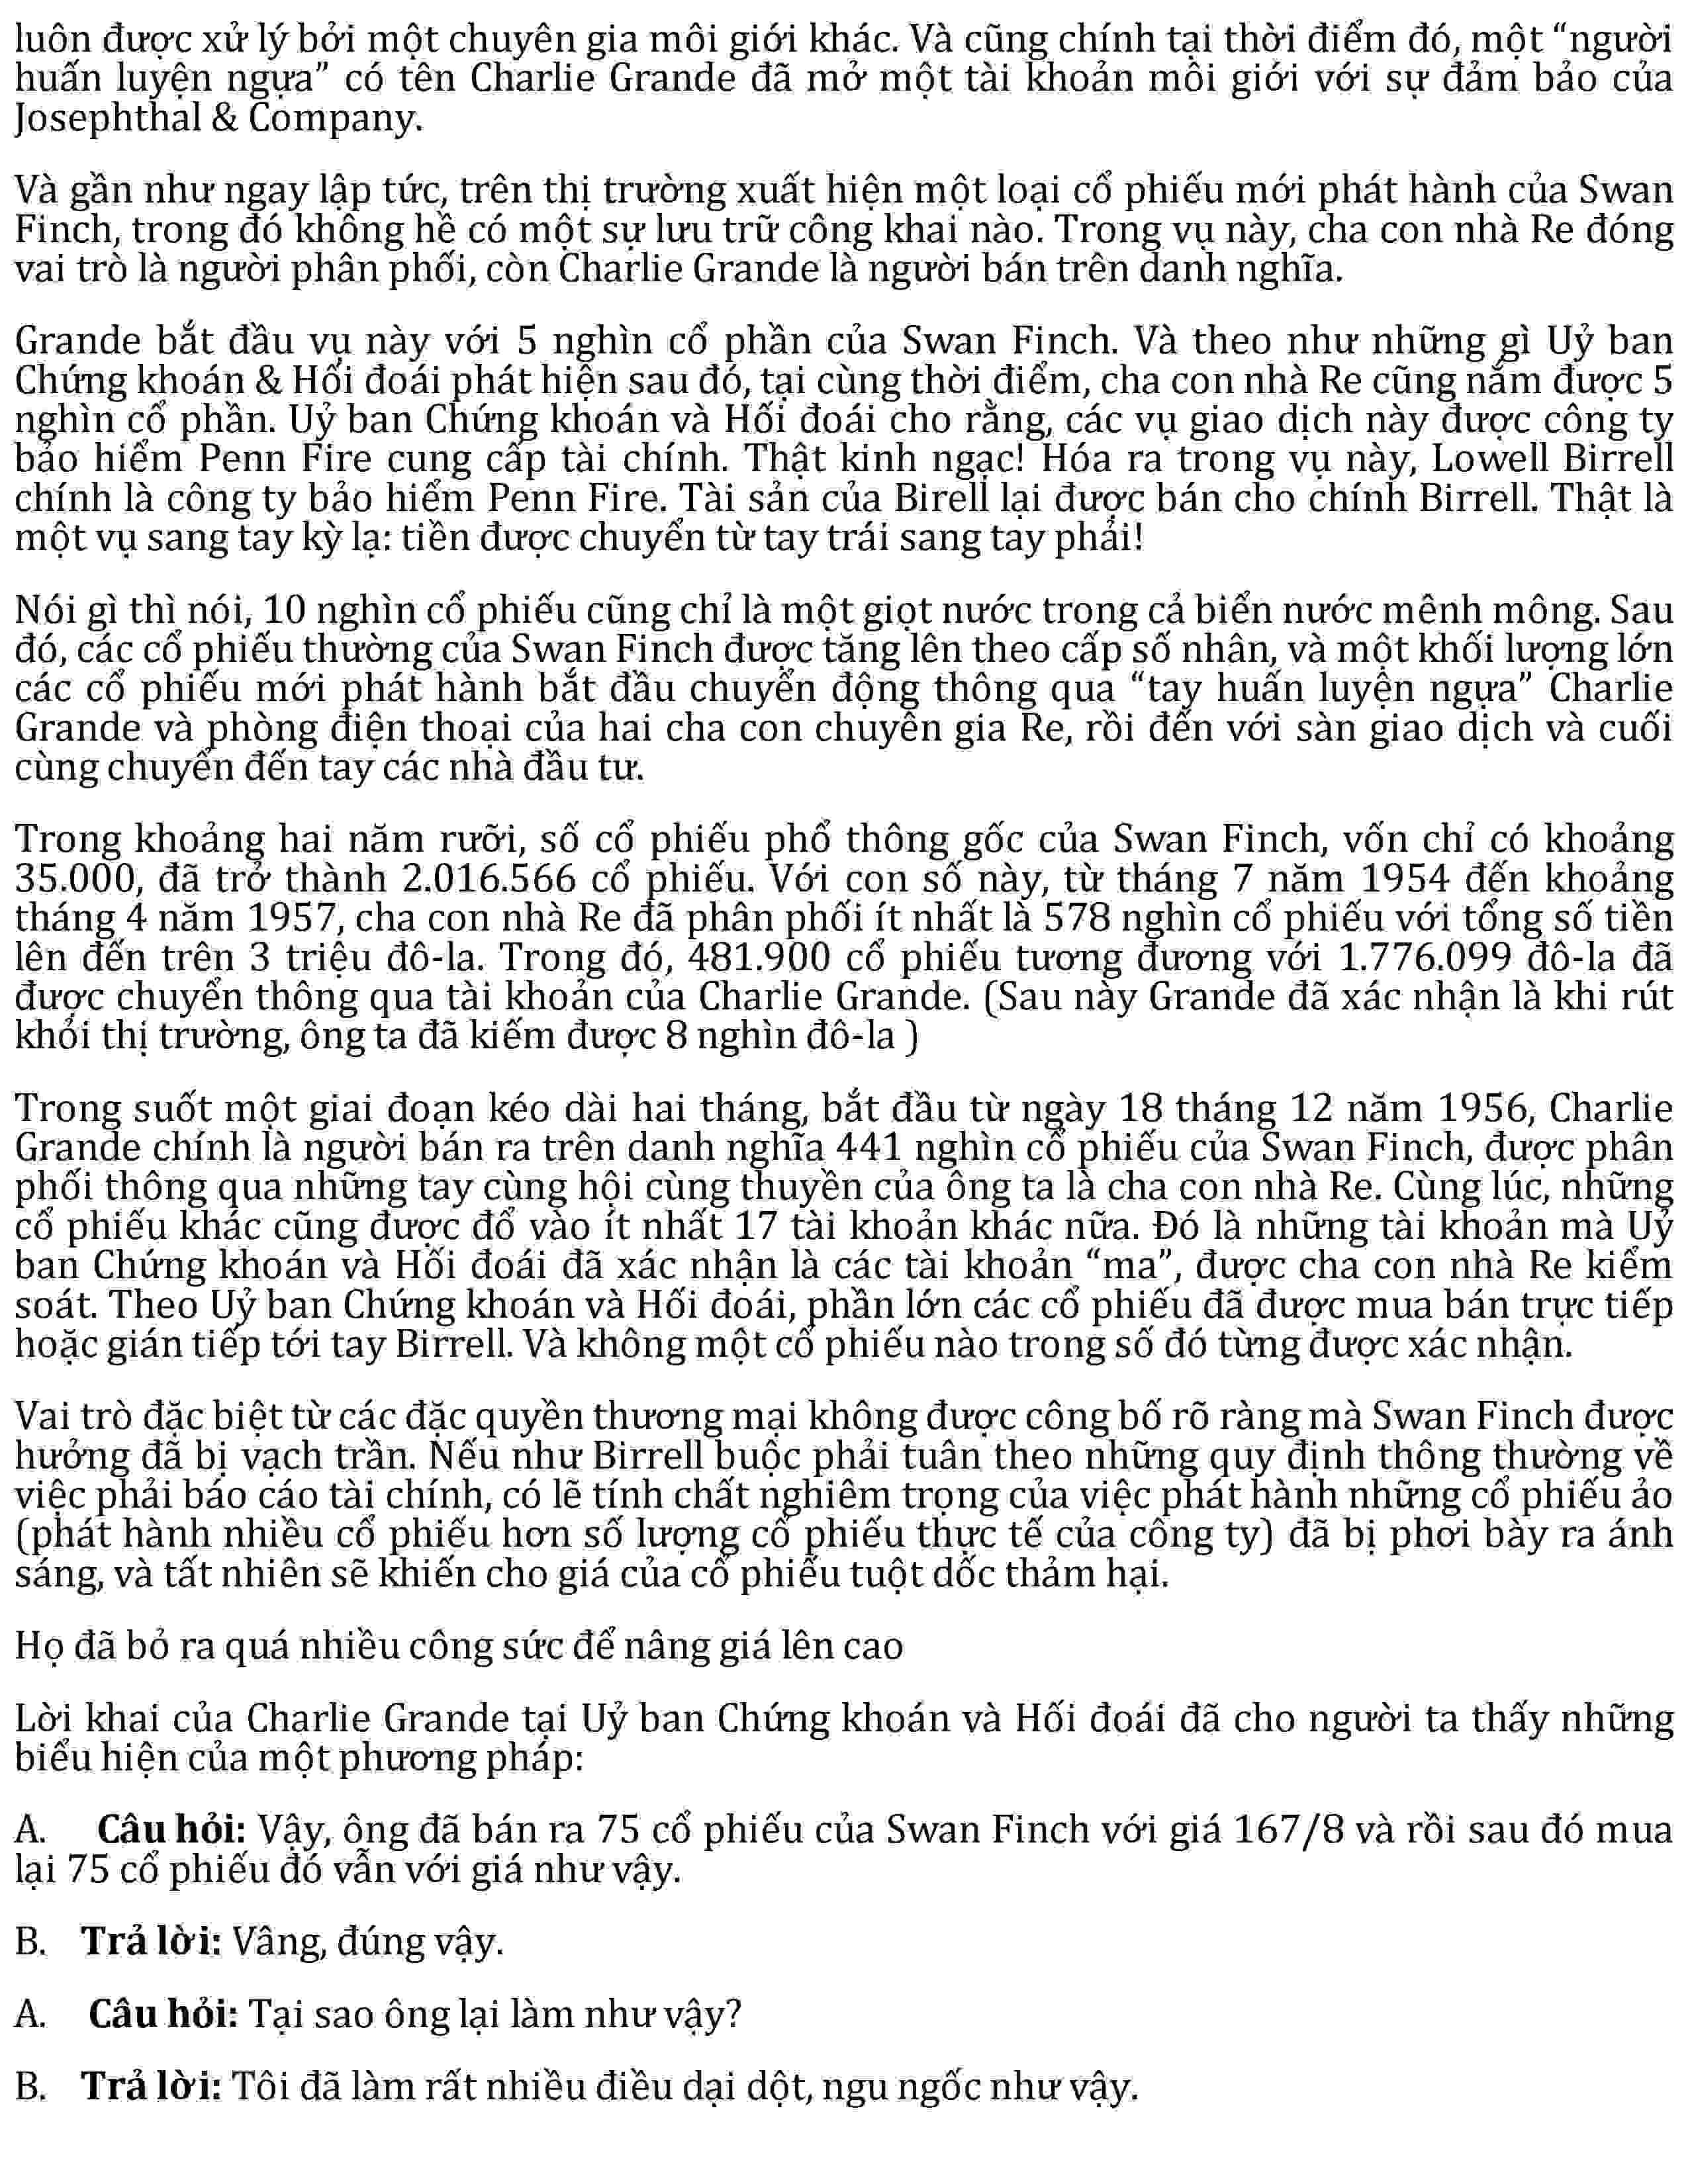 luôn được xử lý bởi một chuyên gia môi giới khác. Và cũng chính tại thời điểm đó, một “người
huấn luyện ngựa” có tên Charlie Grande đã mở một tài khoản môi giới với sự đảm bảo của
Josephthal & Company.
Và gần như ngay lập tức, trên thị trường xuất hiện một loại cổ phiếu mới phát hành của Swan
Finch, trong đó không hề có một sự lưu trữ công khai nào. Trong vụ này, cha con nhà Re đóng
vai trò là người phân phối, còn Charlie Grande là người bán trên danh nghĩa.
Grande bắt đầu vụ này với 5 nghìn cổ phần của Swan Finch. Và theo như những gì Uỷ ban
Chứng khoán & Hối đoái phát hiện sau đó, tại cùng thời điểm, cha con nhà Re cũng nắm được 5
nghìn cổ phần. Uỷ ban Chứng khoán và Hối đoái cho rằng, các vụ giao dịch này được công ty
bảo hiểm Penn Fire cung cấp tài chính. Thật kinh ngạc! Hóa ra trong vụ này, Lowell Birrell
chính là công ty bảo hiểm Penn Fire. Tài sản của Birell lại được bán cho chính Birrell. Thật là
một vụ sang tay kỳ lạ: tiền được chuyển từ tay trái sang tay phải!
Nói gì thì nói, 10 nghìn cổ phiếu cũng chỉ là một giọt nước trong cả biển nước mênh mông. Sau
đó, các cổ phiếu thường của Swan Finch được tăng lên theo cấp số nhân, và một khối lượng lớn
các cổ phiếu mới phát hành bắt đầu chuyển động thông qua “tay huấn luyện ngựa” Charlie
Grande và phòng điện thoại của hai cha con chuyên gia Re, rồi đến với sàn giao dịch và cuối
cùng chuyển đến tay các nhà đầu tư.
Trong khoảng hai năm rưỡi, số cổ phiếu phổ thông gốc của Swan Finch, vốn chỉ có khoảng
35.000, đã trở thành 2.016.566 cổ phiếu. Với con số này, từ tháng 7 năm 1954 đến khoảng
tháng 4 năm 1957, cha con nhà Re đã phân phối ít nhất là 578 nghìn cổ phiếu với tổng số tiền
lên đến trên 3 triệu đô-la. Trong đó, 481.900 cổ phiếu tương đương với 1.776.099 đô-la đã
được chuyển thông qua tài khoản của Charlie Grande. (Sau này Grande đã xác nhận là khi rút
khỏi thị trường, ông ta đã kiếm được 8 nghìn đô-la )
Trong suốt một giai đoạn kéo dài hai tháng, bắt đầu từ ngày 18 tháng 12 năm 1956, Charlie
Grande chính là người bán ra trên danh nghĩa 441 nghìn cổ phiếu của Swan Finch, được phân
phối thông qua những tay cùng hội cùng thuyền của ông ta là cha con nhà Re. Cùng lúc, những
cổ phiếu khác cũng được đổ vào ít nhất 17 tài khoản khác nữa. Đó là những tài khoản mà Uỷ
ban Chứng khoán và Hối đoái đã xác nhận là các tài khoản “ma”, được cha con nhà Re kiểm
soát. Theo Uỷ ban Chứng khoán và Hối đoái, phần lớn các cổ phiếu đã được mua bán trực tiếp
hoặc gián tiếp tới tay Birrell. Và không một cổ phiếu nào trong số đó từng được xác nhận.
Vai trò đặc biệt từ các đặc quyền thương mại không được công bố rõ ràng mà Swan Finch được
hưởng đã bị vạch trần. Nếu như Birrell buộc phải tuân theo những quy định thông thường về
việc phải báo cáo tài chính, có lẽ tính chất nghiêm trọng của việc phát hành những cổ phiếu ảo
(phát hành nhiều cổ phiếu hơn số lượng cổ phiếu thực tế của công ty) đã bị phơi bày ra ánh
sáng, và tất nhiên sẽ khiến cho giá của cổ phiếu tuột dốc thảm hại.
Họ đã bỏ ra quá nhiều công sức để nâng giá lên cao
Lời khai của Charlie Grande tại Uỷ ban Chứng khoán và Hối đoái đã cho người ta thấy những
biểu hiện của một phương pháp:
A. Câu hỏi: Vậy, ông đã bán ra 75 cổ phiếu của Swan Finch với giá 167/8 và rồi sau đó mua
lại 75 cổ phiếu đó vẫn với giá như vậy.
B. Trả lời: Vâng, đúng vậy.
A. Câu hỏi: Tại sao ông lại làm như vậy?
B. Trả lời: Tôi đã làm rất nhiều điều dại dột, ngu ngốc như vậy.